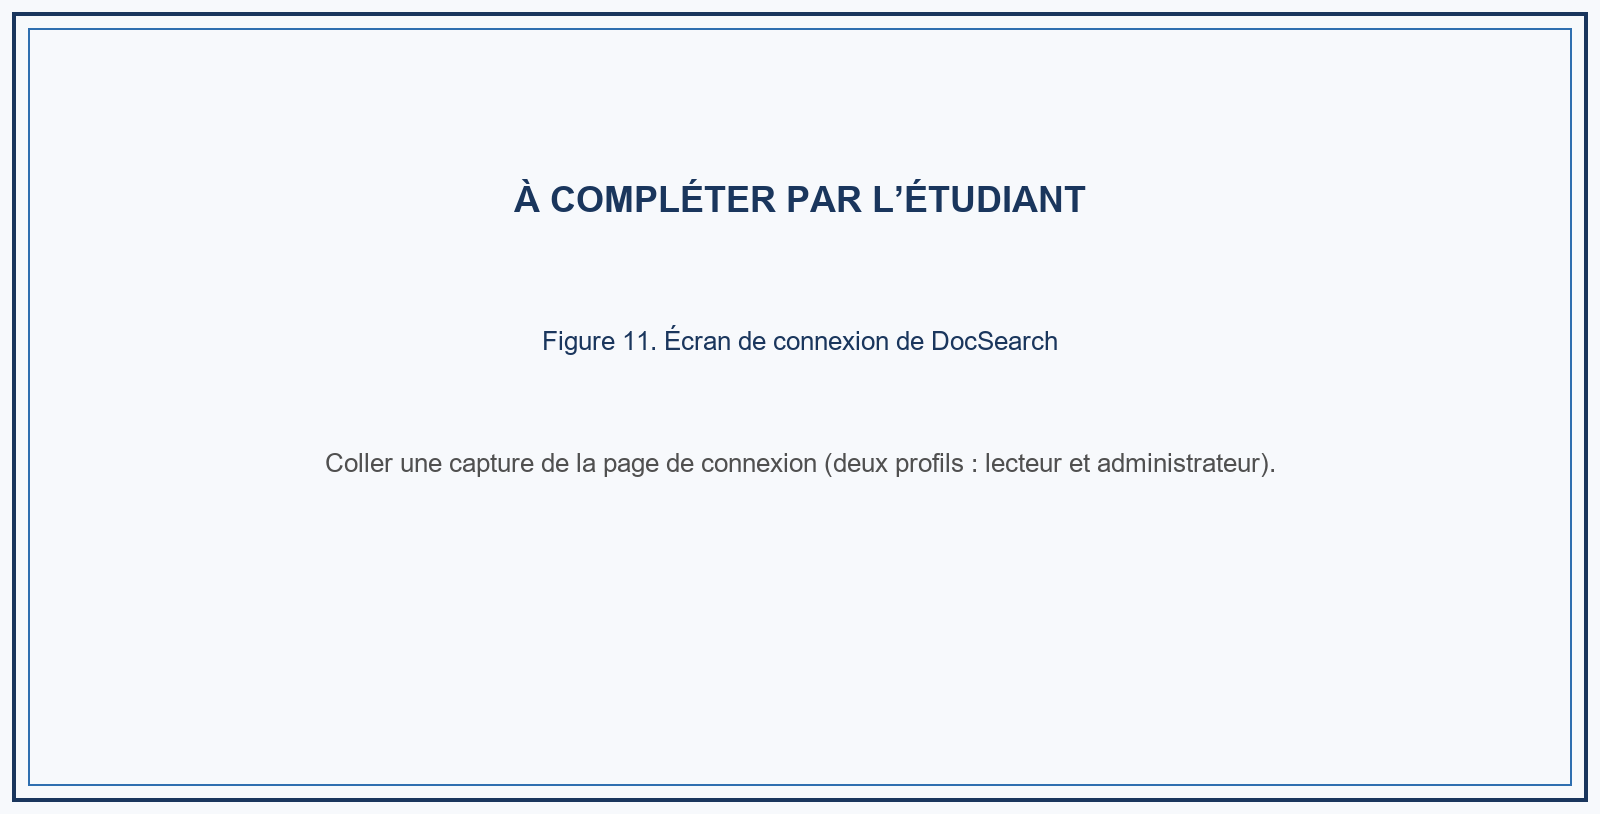 À COMPLÉTER PAR L’ÉTUDIANT
Figure 11. Écran de connexion de DocSearch
Coller une capture de la page de connexion (deux profils : lecteur et administrateur).